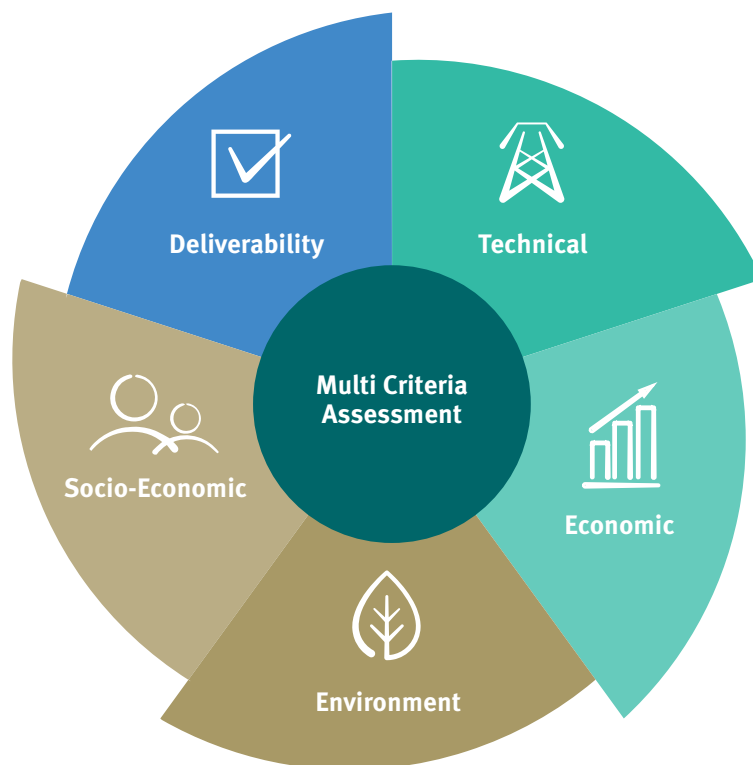 Deliverability
Technical
Multi Criteria
Assessment
Socio-Economic
Economic
Environment